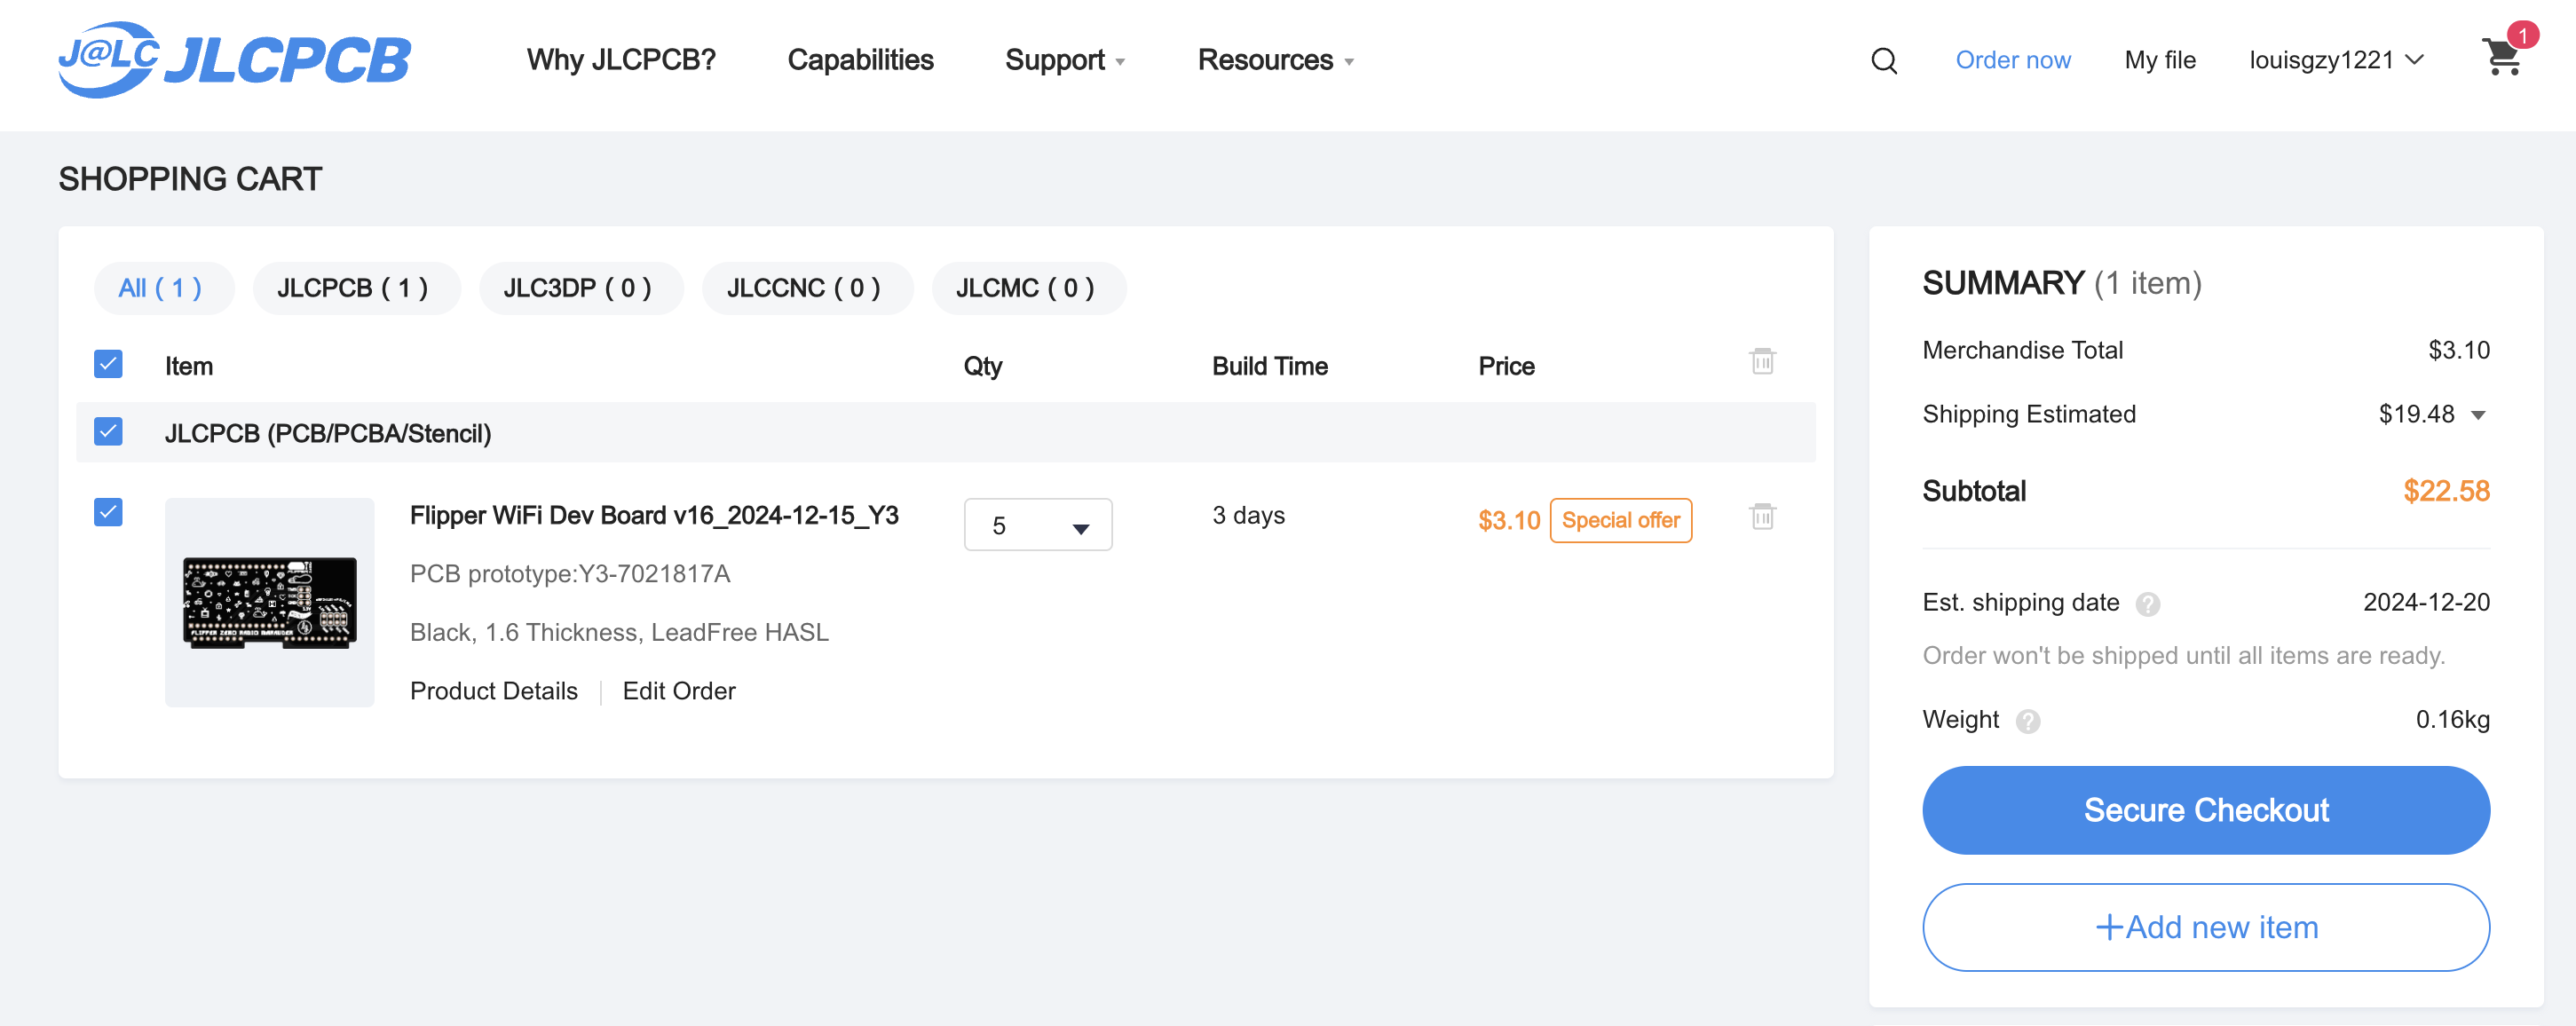 J@LC JLCPCB
Why JLCPCB?
Capabilities
Support
Resources
Order now
My file
louisgzy1221
1
SHOPPING CART
All ( 1 )
JLCPCB ( 1 )
JLC3DP ( 0 )
JLCCNC ( 0 )
JLCMC ( 0 )
Item Qty Build Time Price
JLCPCB (PCB/PCBA/Stencil)
Flipper WiFi Dev Board v16_2024-12-15_Y3
5
3 days
$3.10 Special offer
PCB prototype:Y3-7021817A
Black, 1.6 Thickness, LeadFree HASL
Product Details | Edit Order
FLIPPER ZERO RADIO MARAUDER
SUMMARY (1 item)
Merchandise Total $3.10
Shipping Estimated $19.48
Subtotal $22.58
Est. shipping date ? 2024-12-20
Order won't be shipped until all items are ready.
Weight ? 0.16kg
Secure Checkout
+Add new item